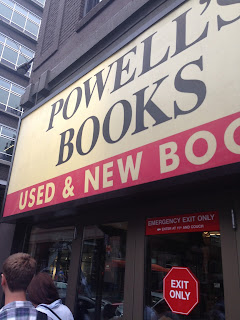 POWELL'S
BOOKS
USED & NEW BOO
EMERGENCY EXIT ONLY
EXIT
ONLY